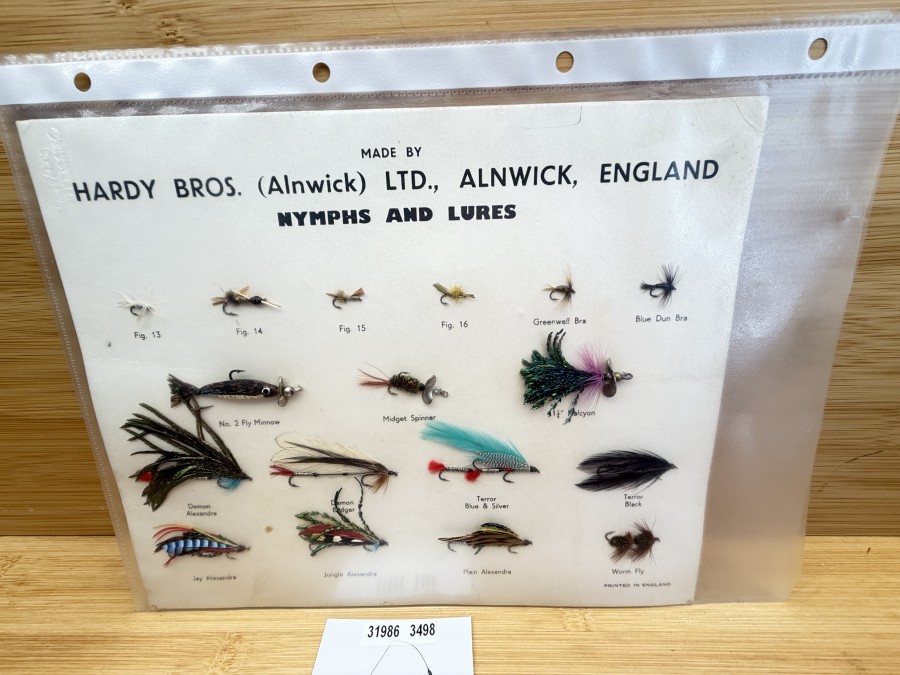 MADE BY
HARDY BROS. (Alnwick) LTD., ALNWICK, ENGLAND
NYMPHS AND LURES
Fig. 13
Fig. 14
Fig. 15
Fig. 16
Greenwell Bra
Blue Dun Bra
No. 2 Fly Minnow
Midget Spinner
1½" Halcyon
Demon
Alexandra
Demon
Badger
Terror
Blue & Silver
Terror
Black
Jay Alexandra
Jungle Alexandra
Plain Alexandra
Worm Fly
PRINTED IN ENGLAND
31986 3498